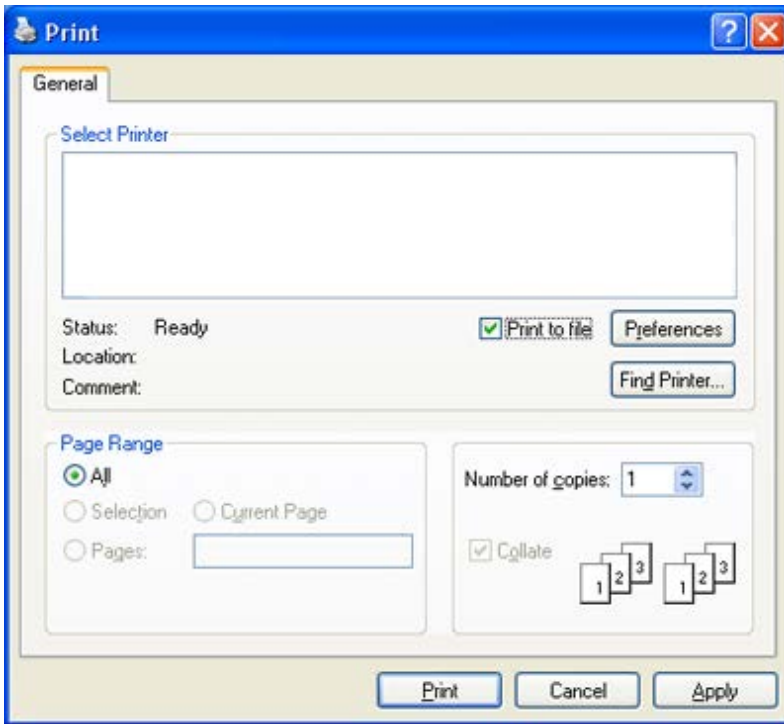 Print
General
Select Printer
Status: Ready
Print to file
Preferences
Location:
Comment:
Find Printer...
Page Range
All
Selection
Current Page
Pages:
Number of copies: 1
Collate
1 2 3 1 2 3
Print
Cancel
Apply